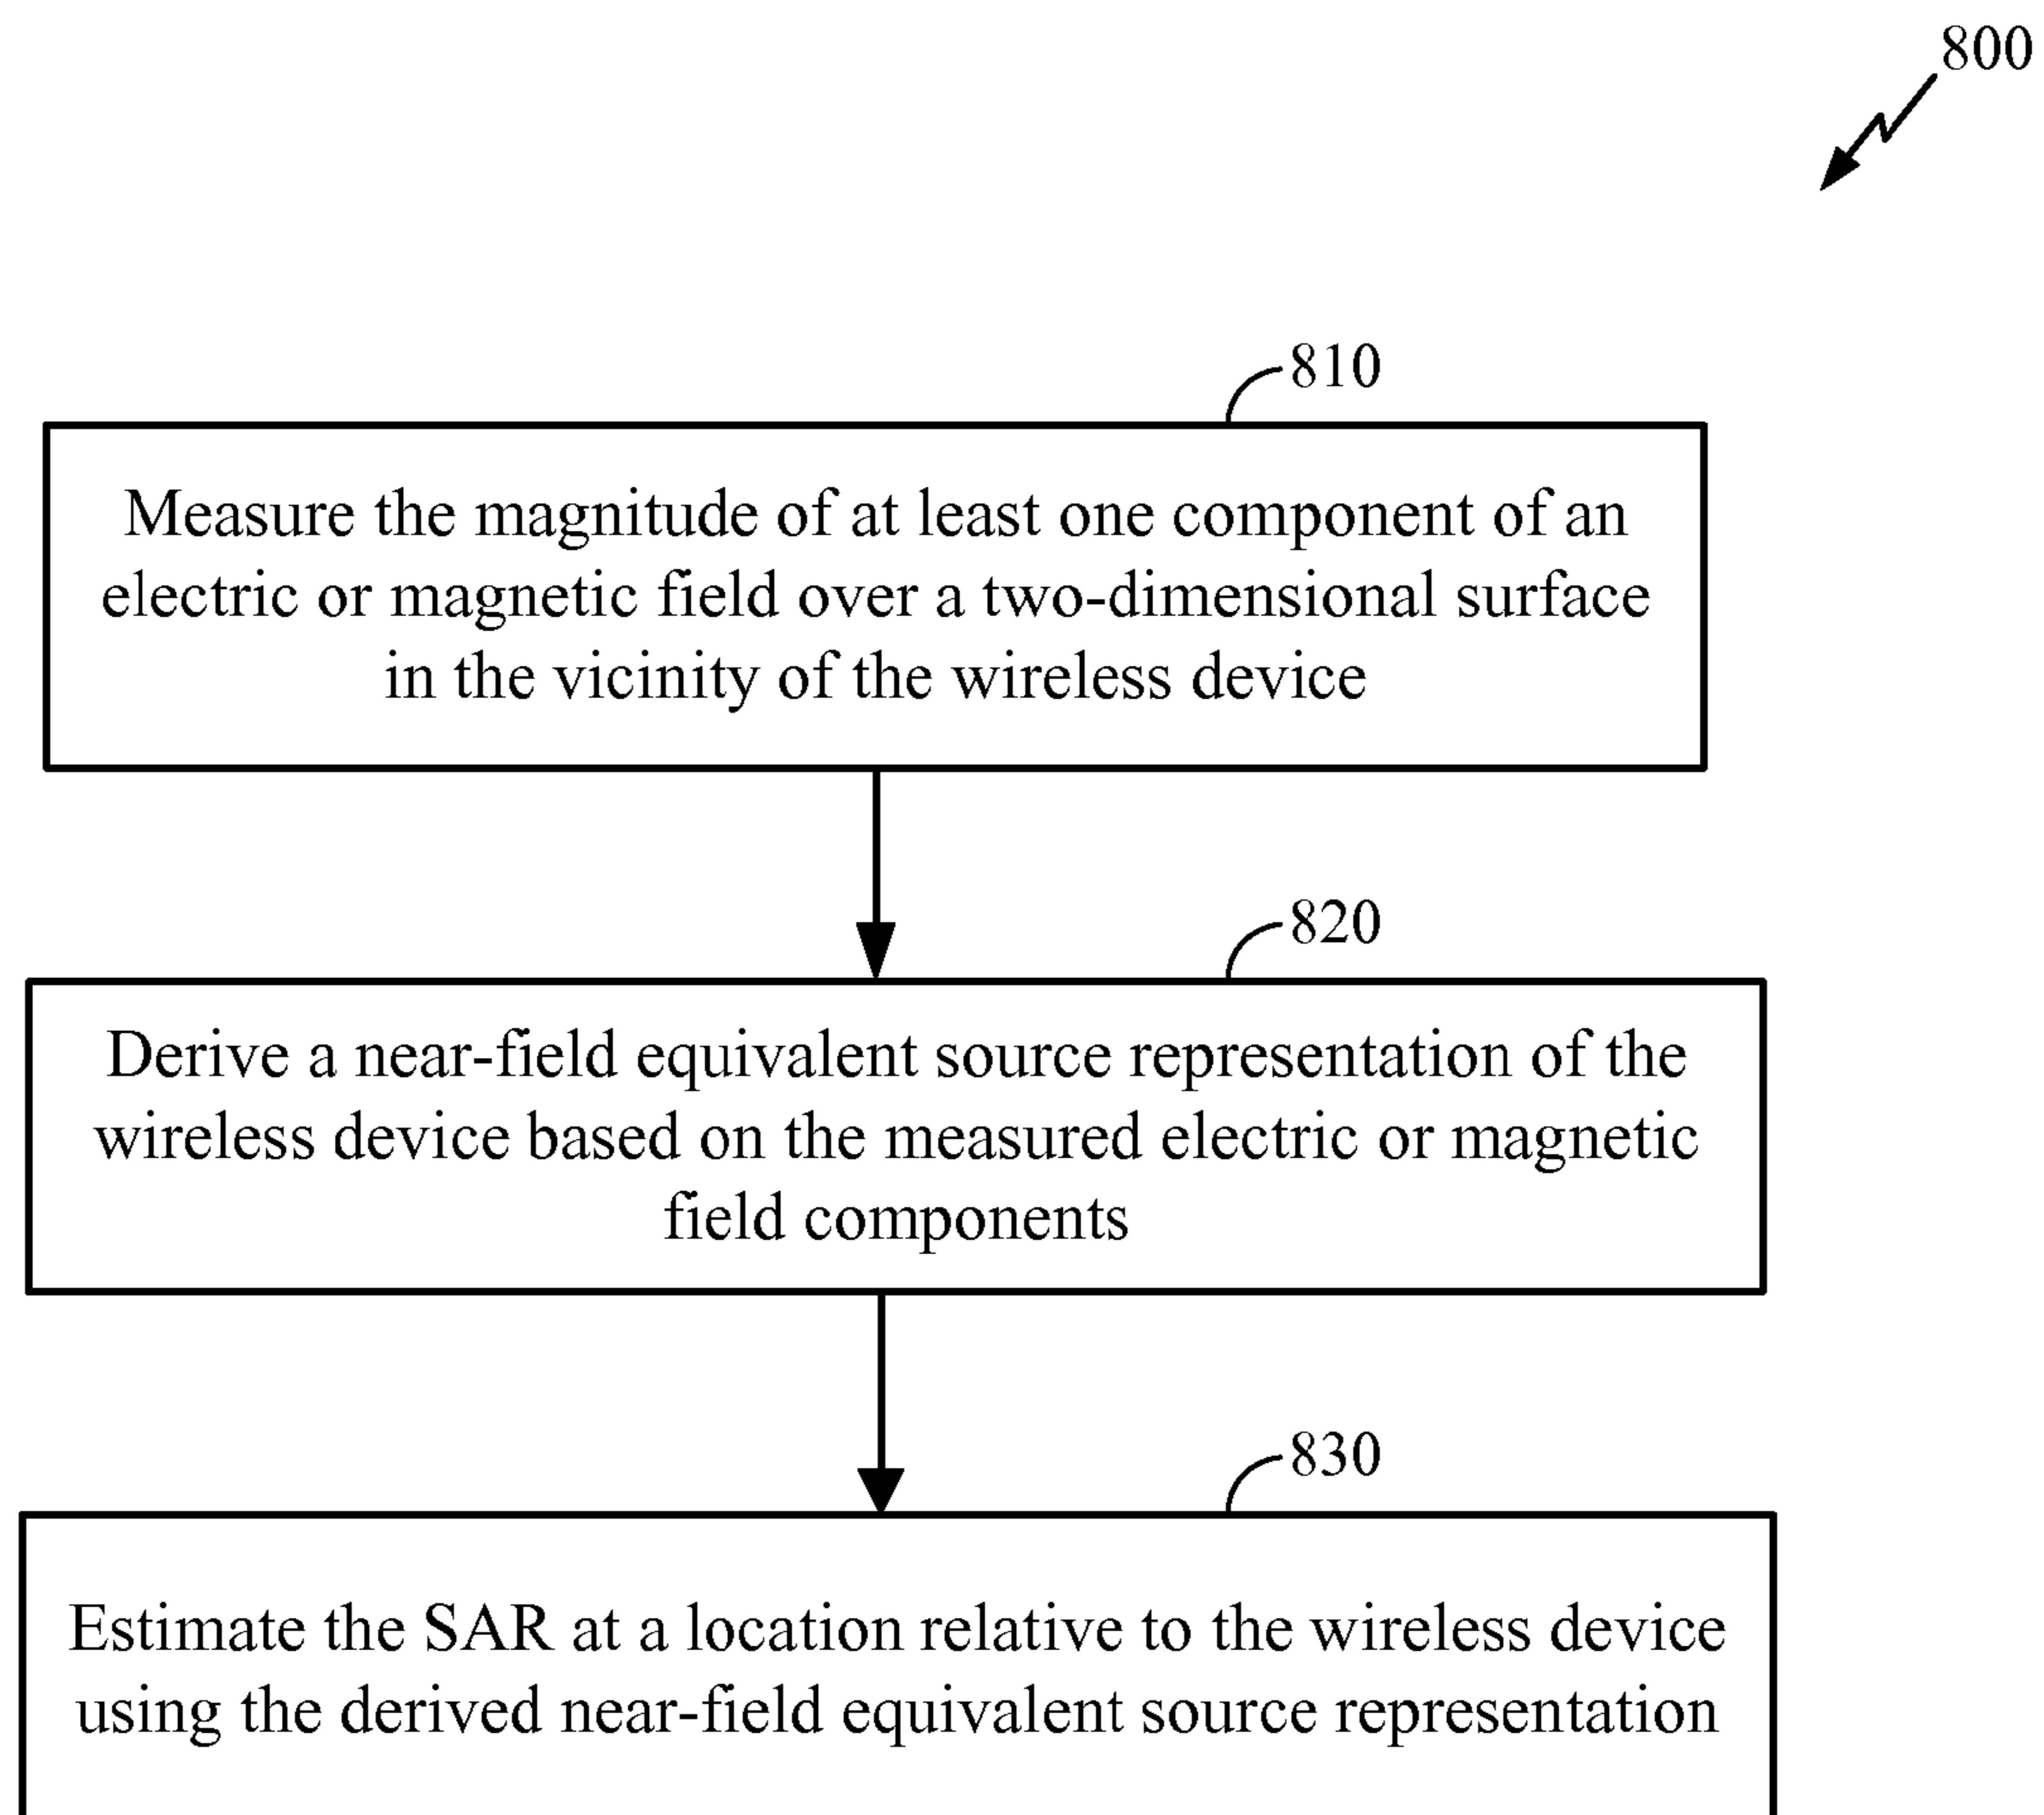 800
810
Measure the magnitude of at least one component of an
electric or magnetic field over a two-dimensional surface
in the vicinity of the wireless device
820
Derive a near-field equivalent source representation of the
wireless device based on the measured electric or magnetic
field components
830
Estimate the SAR at a location relative to the wireless device
using the derived near-field equivalent source representation